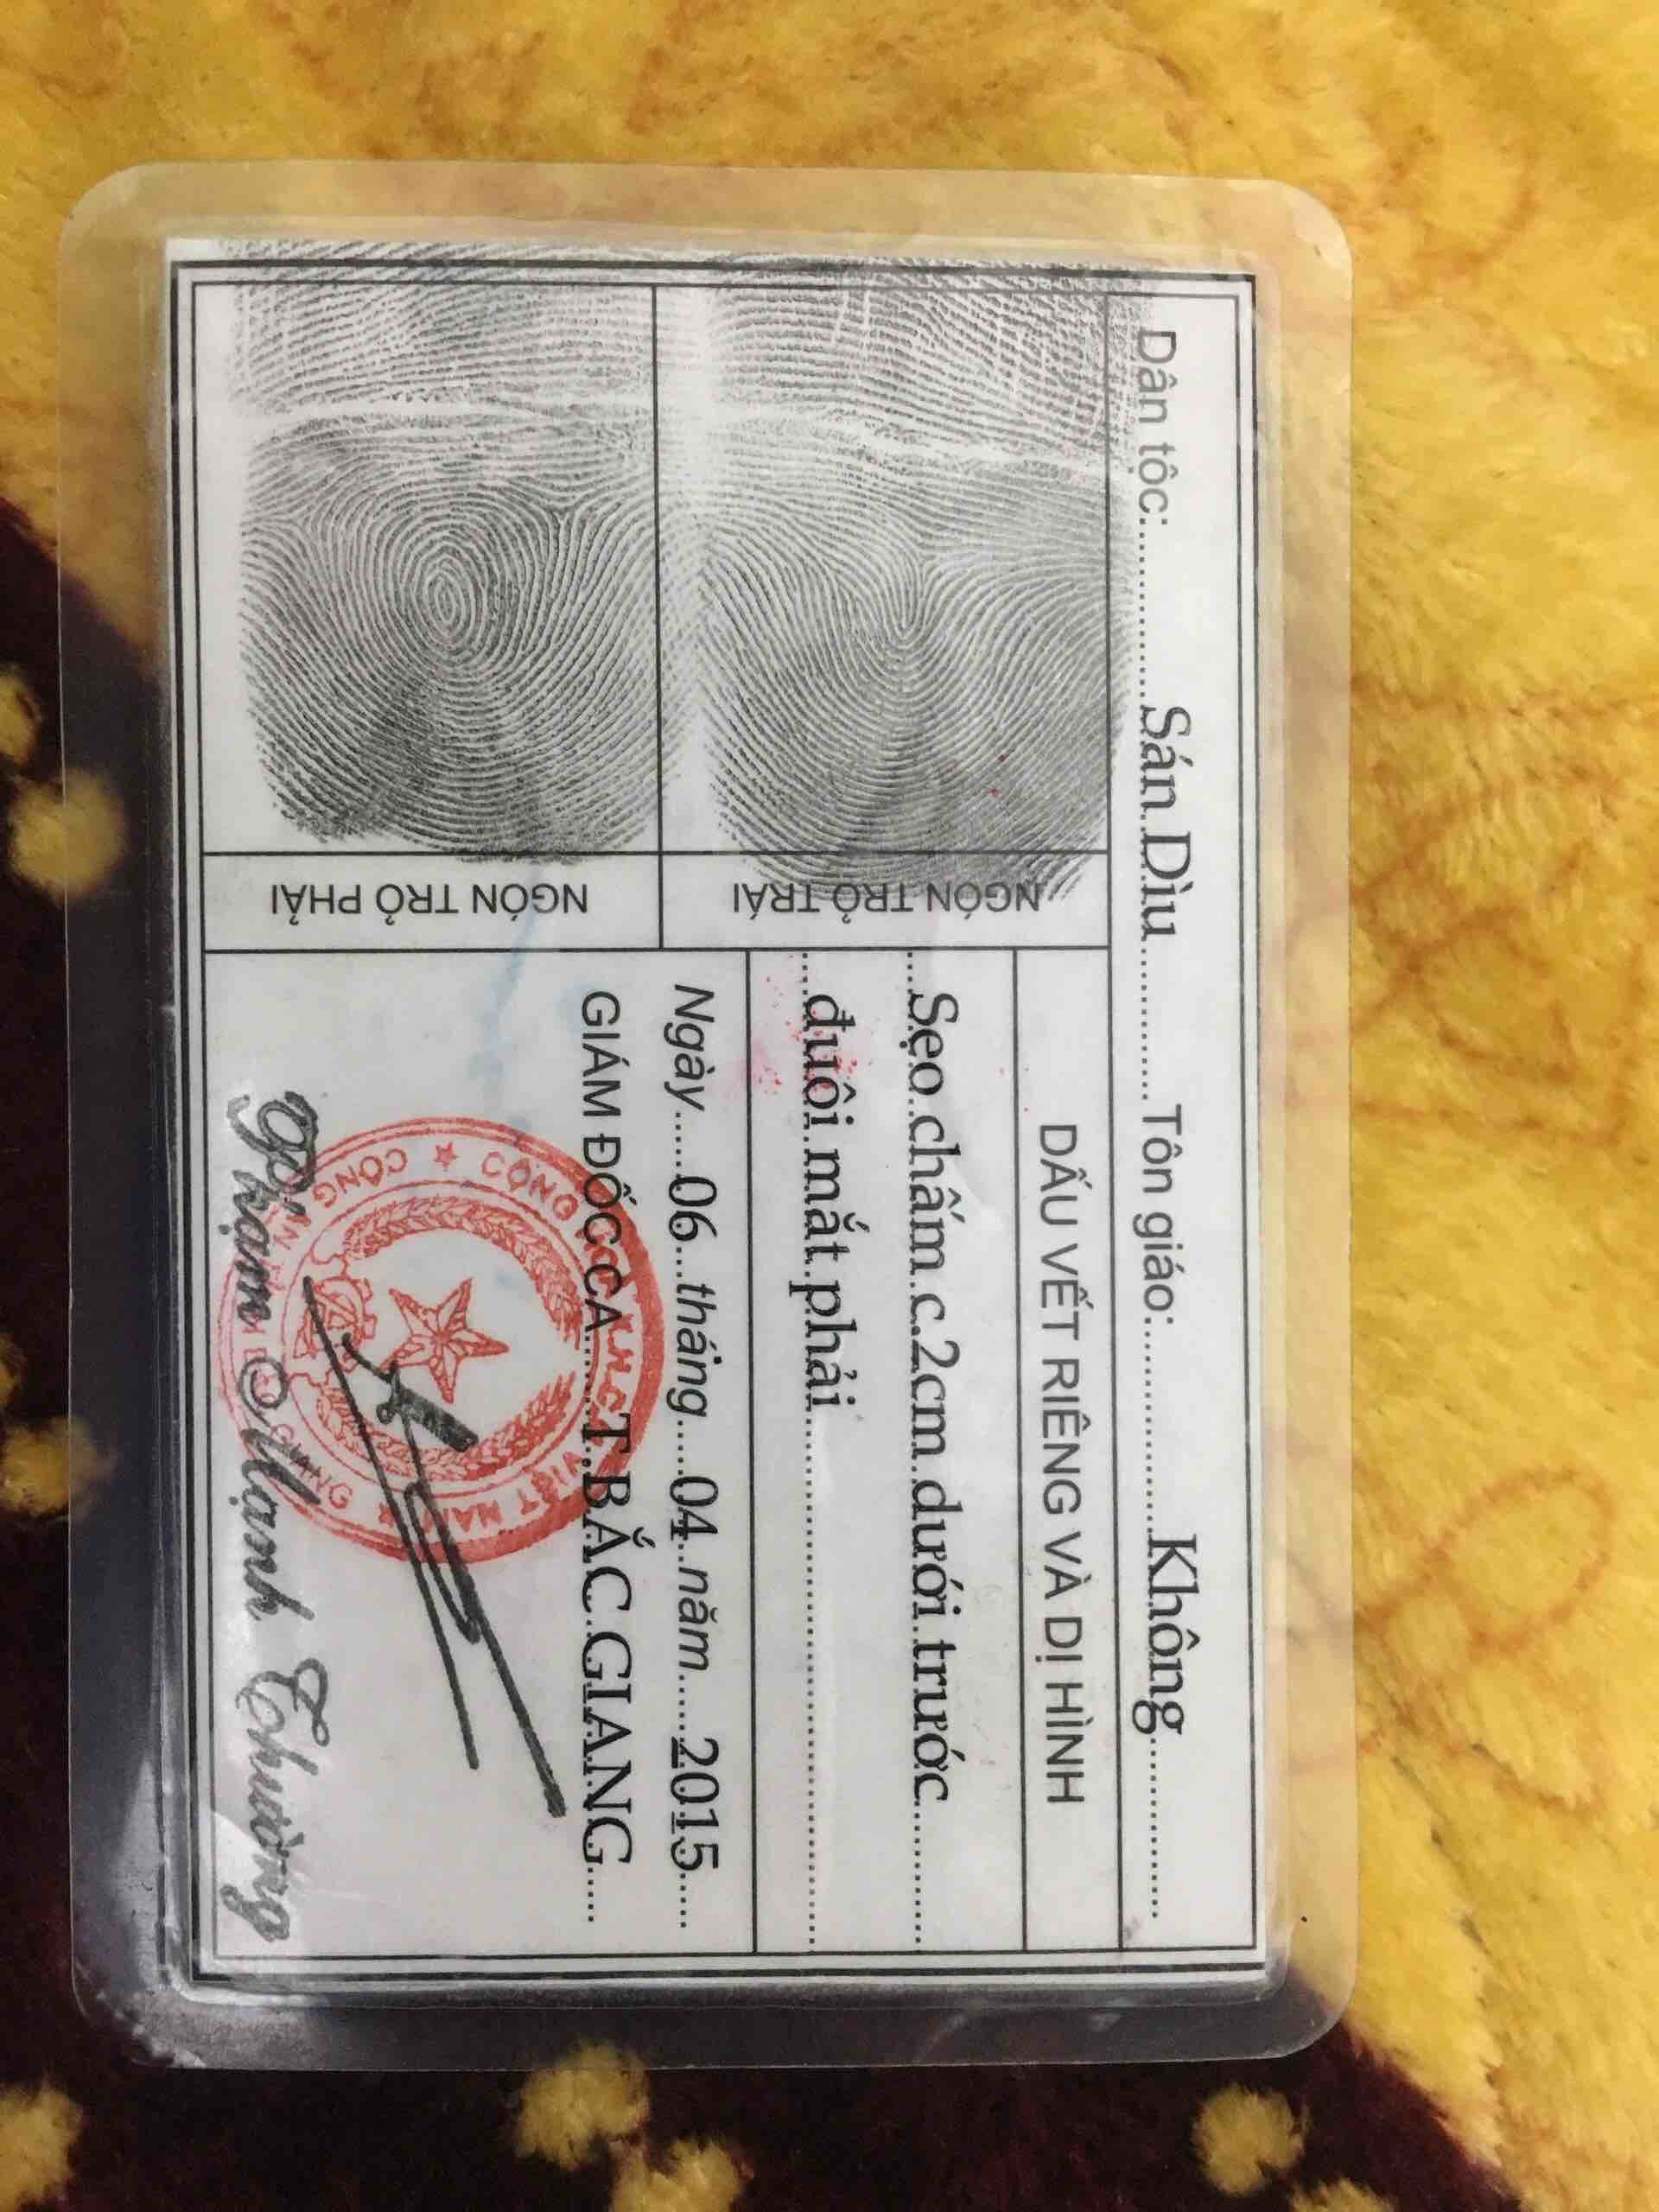 Dân tộc:..............Sán Dìu............Tôn giáo:..............Không..............
NGÓN TRỎ TRÁI
NGÓN TRỎ PHẢI
DẤU VẾT RIÊNG VÀ DỊ HÌNH
Sẹo chấm c.2cm dưới trước
đuôi mắt phải
Ngày....06...tháng....04..năm.....2015....
GIÁM ĐỐC CA.......T.BẮC GIANG....
Phạm Mạnh Thường